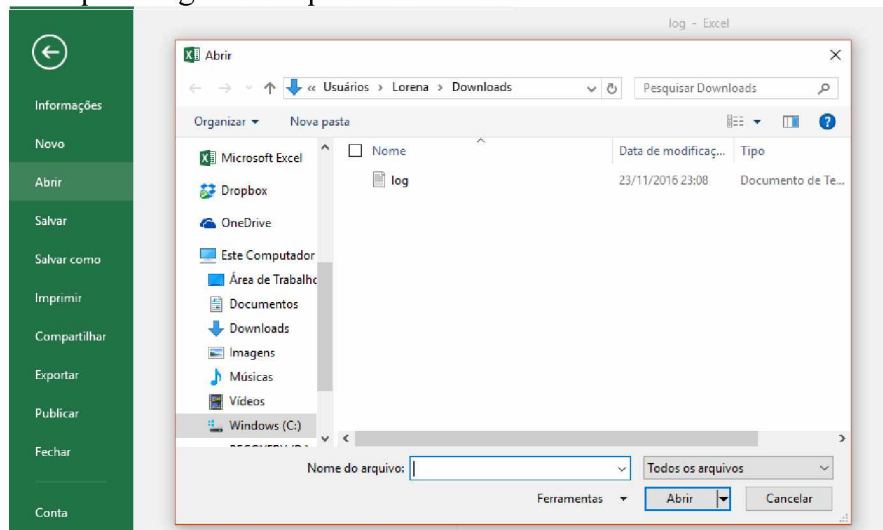 log - Excel
Abrir
« Usuários > Lorena > Downloads
Pesquisar Downloads
Informações
Organizar
Nova pasta
Novo
Microsoft Excel
Nome
Data de modificaç...
Tipo
Abrir
Dropbox
log
23/11/2016 23:08
Documento de Te...
Salvar
OneDrive
Salvar como
Este Computador
Área de Trabalho
Imprimir
Documentos
Downloads
Compartilhar
Imagens
Exportar
Músicas
Vídeos
Publicar
Windows (C:)
Fechar
Nome do arquivo:
Todos os arquivos
Ferramentas
Abrir
Cancelar
Conta